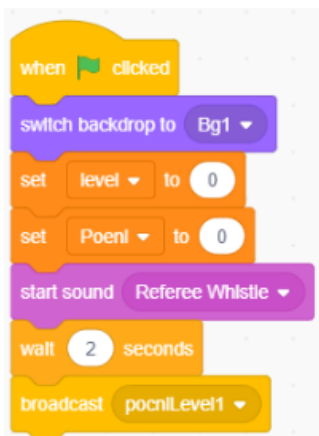 when clicked
switch backdrop to Bg1
set level to 0
set Poeni to 0
start sound Referee Whistle
wait 2 seconds
broadcast pocniLevel1